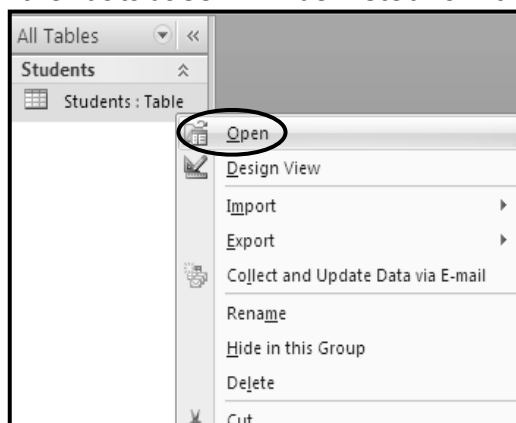 All Tables
Students
Students : Table
Open
Design View
Import
Export
Collect and Update Data via E-mail
Rename
Hide in this Group
Delete
Cut